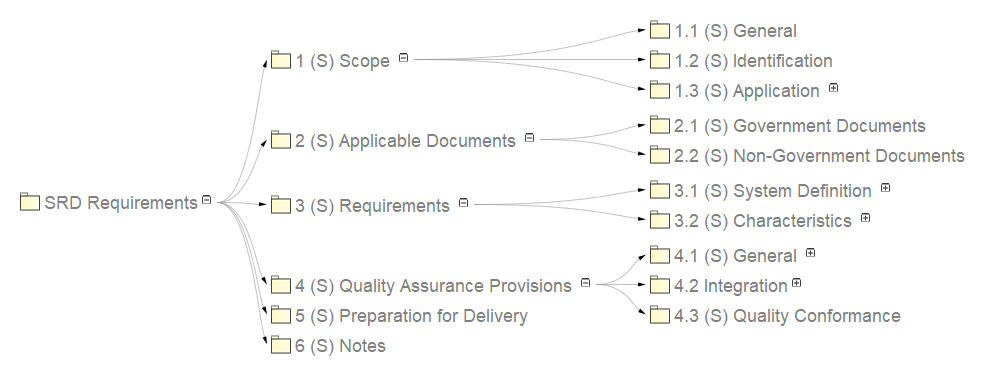 SRD Requirements
1 (S) Scope
1.1 (S) General
1.2 (S) Identification
1.3 (S) Application
2 (S) Applicable Documents
2.1 (S) Government Documents
2.2 (S) Non-Government Documents
3 (S) Requirements
3.1 (S) System Definition
3.2 (S) Characteristics
4 (S) Quality Assurance Provisions
4.1 (S) General
4.2 Integration
4.3 (S) Quality Conformance
5 (S) Preparation for Delivery
6 (S) Notes